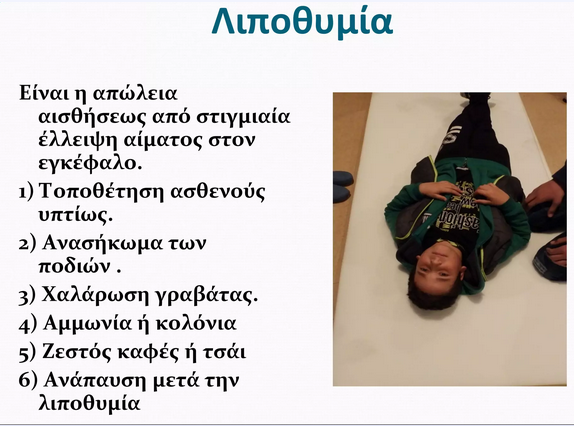 Λιποθυμία
Είναι η απώλεια
αισθήσεως από στιγμιαία
έλλειψη αίματος στον
εγκέφαλο.
1) Τοποθέτηση ασθενούς
υπτίως.
2) Ανασήκωμα των
ποδιών .
3) Χαλάρωση γραβάτας.
4) Αμμωνία ή κολόνια
5) Ζεστός καφές ή τσάι
6) Ανάπαυση μετά την
λιποθυμία